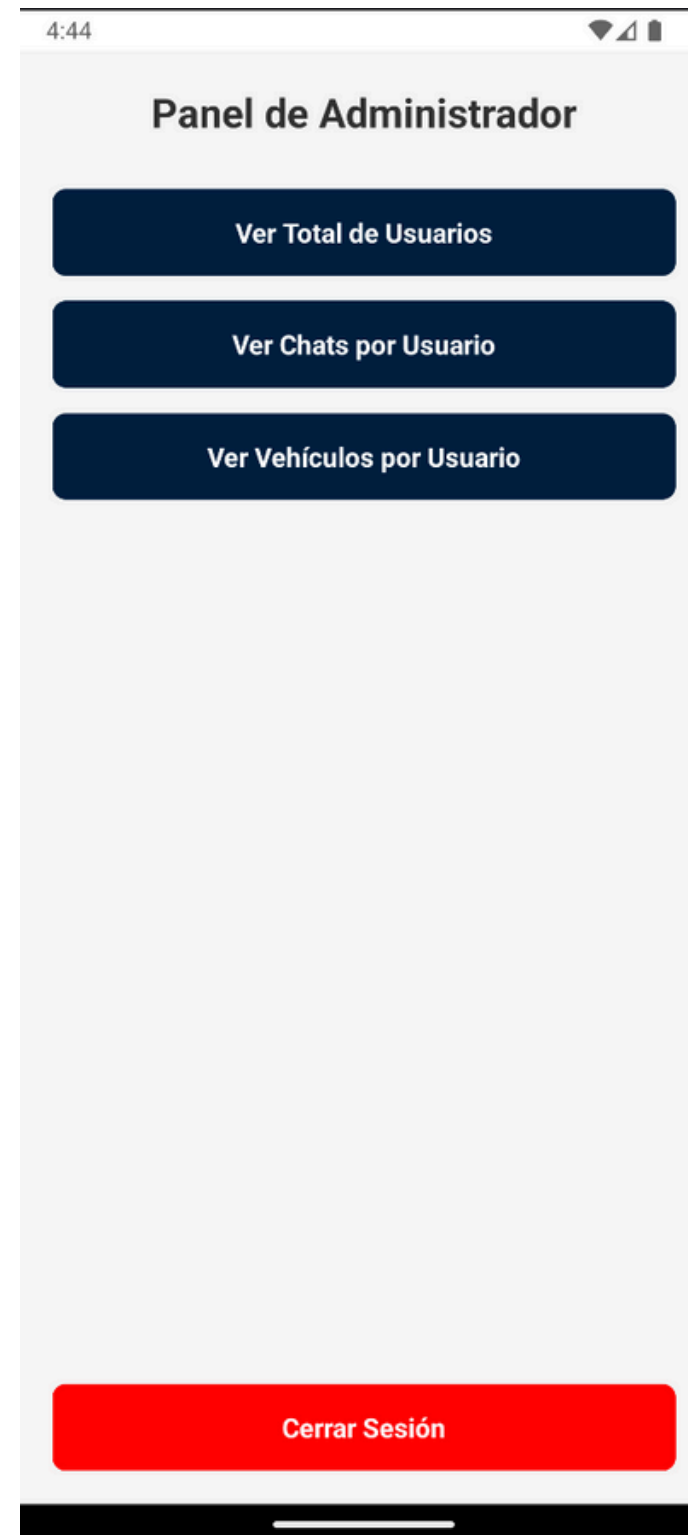 4:44
Panel de Administrador
Ver Total de Usuarios
Ver Chats por Usuario
Ver Vehículos por Usuario
Cerrar Sesión